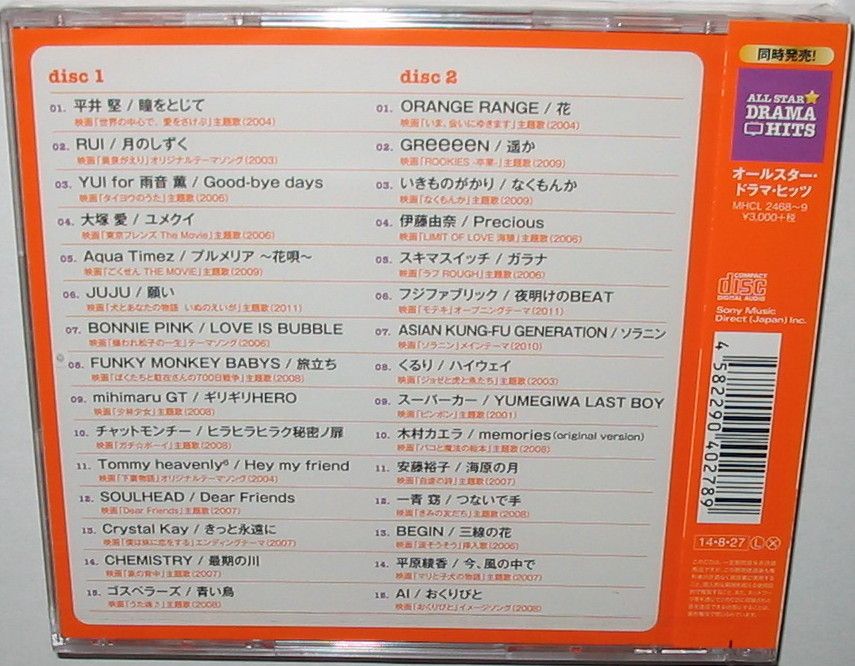 disc 1
01. 平井 堅 / 瞳をとじて
映画「世界の中心で、愛をさけぶ」主題歌(2004)
02. RUI / 月のしずく
映画「黄泉がえり」オリジナルテーマソング(2003)
03. YUI for 雨音 薫 / Good-bye days
映画「タイヨウのうた」主題歌(2006)
04. 大塚 愛 / ユメクイ
映画「東京フレンズ The Movie」主題歌(2006)
05. Aqua Timez / プルメリア 〜花唄〜
映画「ごくせん THE MOVIE」主題歌(2009)
06. JUJU / 願い
映画「犬とあなたの物語 いぬのえいが」主題歌(2011)
07. BONNIE PINK / LOVE IS BUBBLE
映画「嫌われ松子の一生」テーマソング(2006)
08. FUNKY MONKEY BABYS / 旅立ち
映画「ぼくたちと駐在さんの700日戦争」主題歌(2008)
09. mihimaru GT / ギリギリHERO
映画「少林少女」主題歌(2008)
10. チャットモンチー / ヒラヒラヒラク秘密ノ扉
映画「ガチ☆ボーイ」主題歌(2008)
11. Tommy heavenly⁶ / Hey my friend
映画「下妻物語」オリジナルテーマソング(2004)
12. SOULHEAD / Dear Friends
映画「Dear Friends」主題歌(2007)
13. Crystal Kay / きっと永遠に
映画「僕は妹に恋をする」エンディングテーマ(2007)
14. CHEMISTRY / 最期の川
映画「象の背中」主題歌(2007)
15. ゴスペラーズ / 青い鳥
映画「うた魂♪」主題歌(2008)
disc 2
01. ORANGE RANGE / 花
映画「いま、会いにゆきます」主題歌(2004)
02. GReeeeN / 遥か
映画「ROOKIES -卒業-」主題歌(2009)
03. いきものがかり / なくもんか
映画「なくもんか」主題歌(2009)
04. 伊藤由奈 / Precious
映画「LIMIT OF LOVE 海猿」主題歌(2006)
05. スキマスイッチ / ガラナ
映画「ラフ ROUGH」主題歌(2006)
06. フジファブリック / 夜明けのBEAT
映画「モテキ」オープニングテーマ(2011)
07. ASIAN KUNG-FU GENERATION / ソラニン
映画「ソラニン」メインテーマ(2010)
08. くるり / ハイウェイ
映画「ジョゼと虎と魚たち」主題歌(2003)
09. スーパーカー / YUMEGIWA LAST BOY
映画「ピンポン」主題歌(2001)
10. 木村カエラ / memories (original version)
映画「パコと魔法の絵本」主題歌(2008)
11. 安藤裕子 / 海原の月
映画「自虐の詩」主題歌(2007)
12. 一青 窈 / つないで手
映画「きみの友だち」主題歌(2008)
13. BEGIN / 三線の花
映画「涙そうそう」挿入歌(2006)
14. 平原綾香 / 今、風の中で
映画「マリと子犬の物語」主題歌(2007)
15. AI / おくりびと
映画「おくりびと」イメージソング(2008)
同時発売!
ALL STAR
DRAMA
HITS
オールスター・
ドラマ・ヒッツ
MHCL 2468〜9
¥3,000+税
COMPACT
disc
DIGITAL AUDIO
Sony Music
Direct (Japan) Inc.
4 582290 402789
14・8・27 Ⓛ Ⓧ